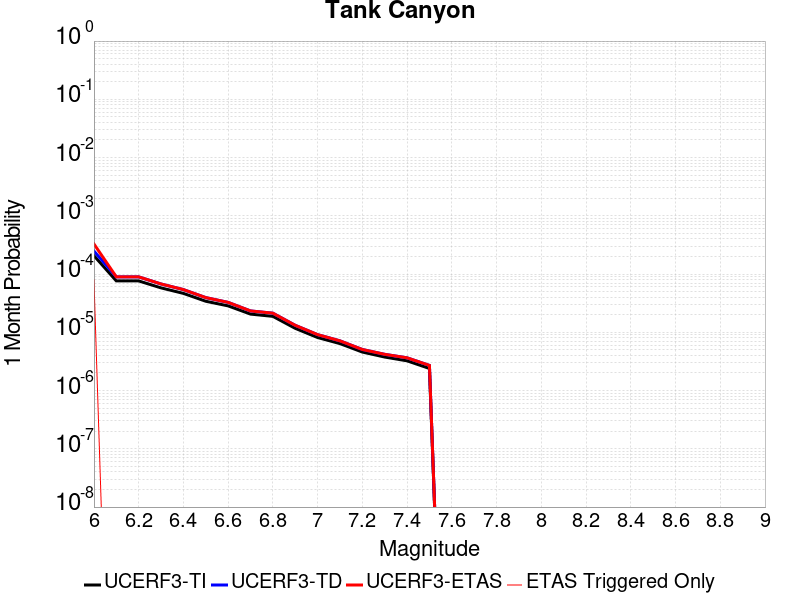 Tank Canyon
10^0
10^-1
10^-2
10^-3
10^-4
10^-5
10^-6
10^-7
10^-8
1 Month Probability
6 6.2 6.4 6.6 6.8 7 7.2 7.4 7.6 7.8 8 8.2 8.4 8.6 8.8 9
Magnitude
UCERF3-TI UCERF3-TD UCERF3-ETAS ETAS Triggered Only